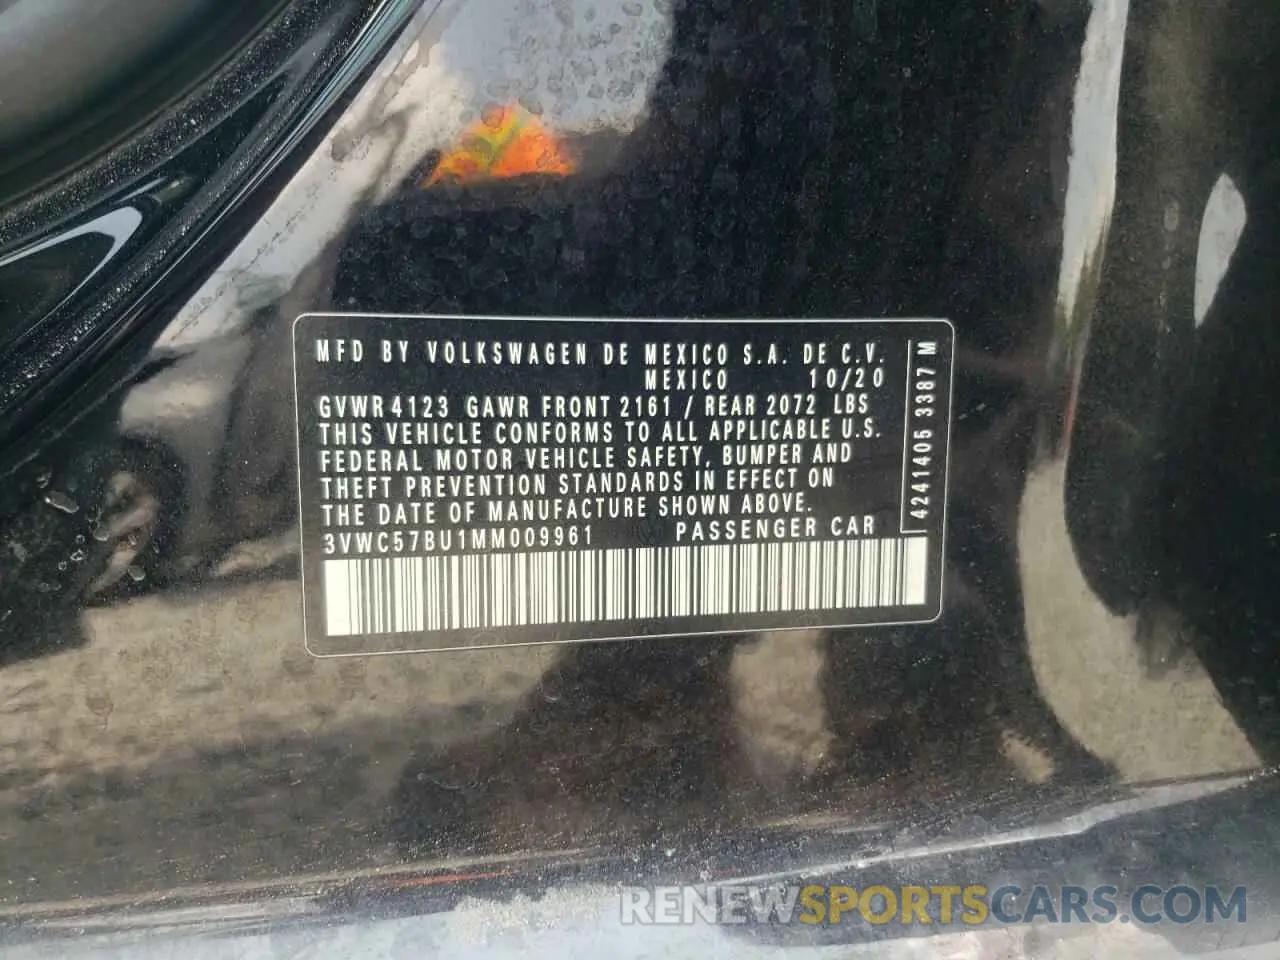 MFD BY VOLKSWAGEN DE MEXICO S.A. DE C.V.
MEXICO 10/20
GVWR 4123 GAWR FRONT 2161 / REAR 2072 LBS
THIS VEHICLE CONFORMS TO ALL APPLICABLE U.S.
FEDERAL MOTOR VEHICLE SAFETY, BUMPER AND
THEFT PREVENTION STANDARDS IN EFFECT ON
THE DATE OF MANUFACTURE SHOWN ABOVE.
3VWC57BU1MM009961 PASSENGER CAR
4241405 3387 M
RENEWSPORTSCARS.COM